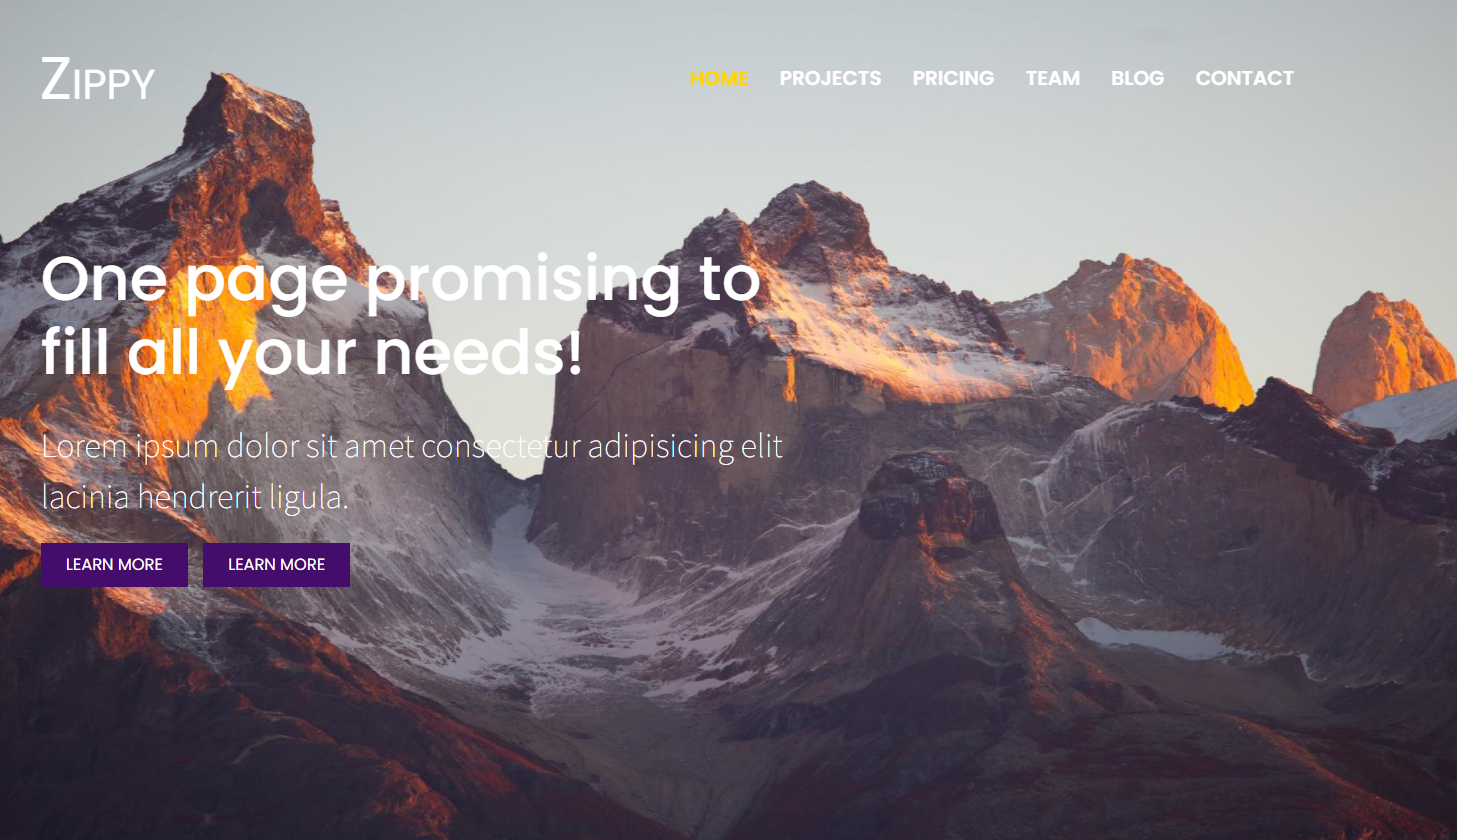 ZIPPY
HOME PROJECTS PRICING TEAM BLOG CONTACT
One page promising to
fill all your needs!
Lorem ipsum dolor sit amet consectetur adipisicing elit
lacinia hendrerit ligula.
LEARN MORE LEARN MORE